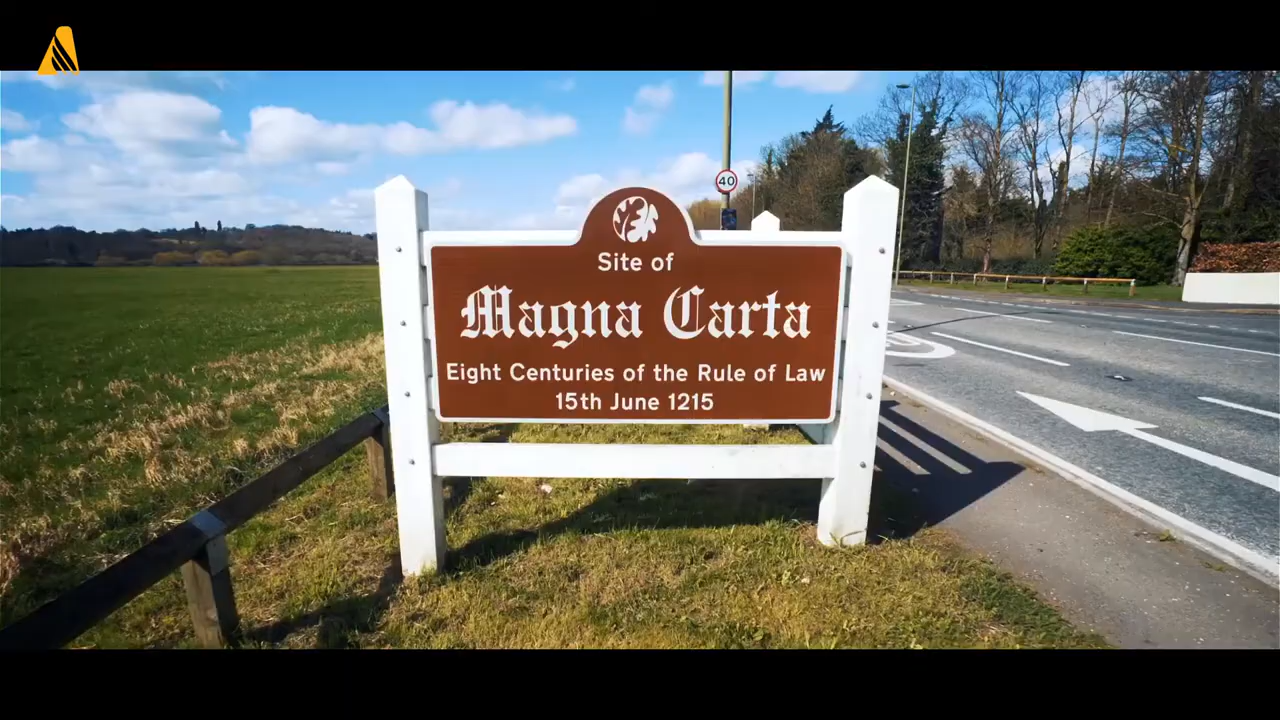 40
Site of
Magna Carta
Eight Centuries of the Rule of Law
15th June 1215